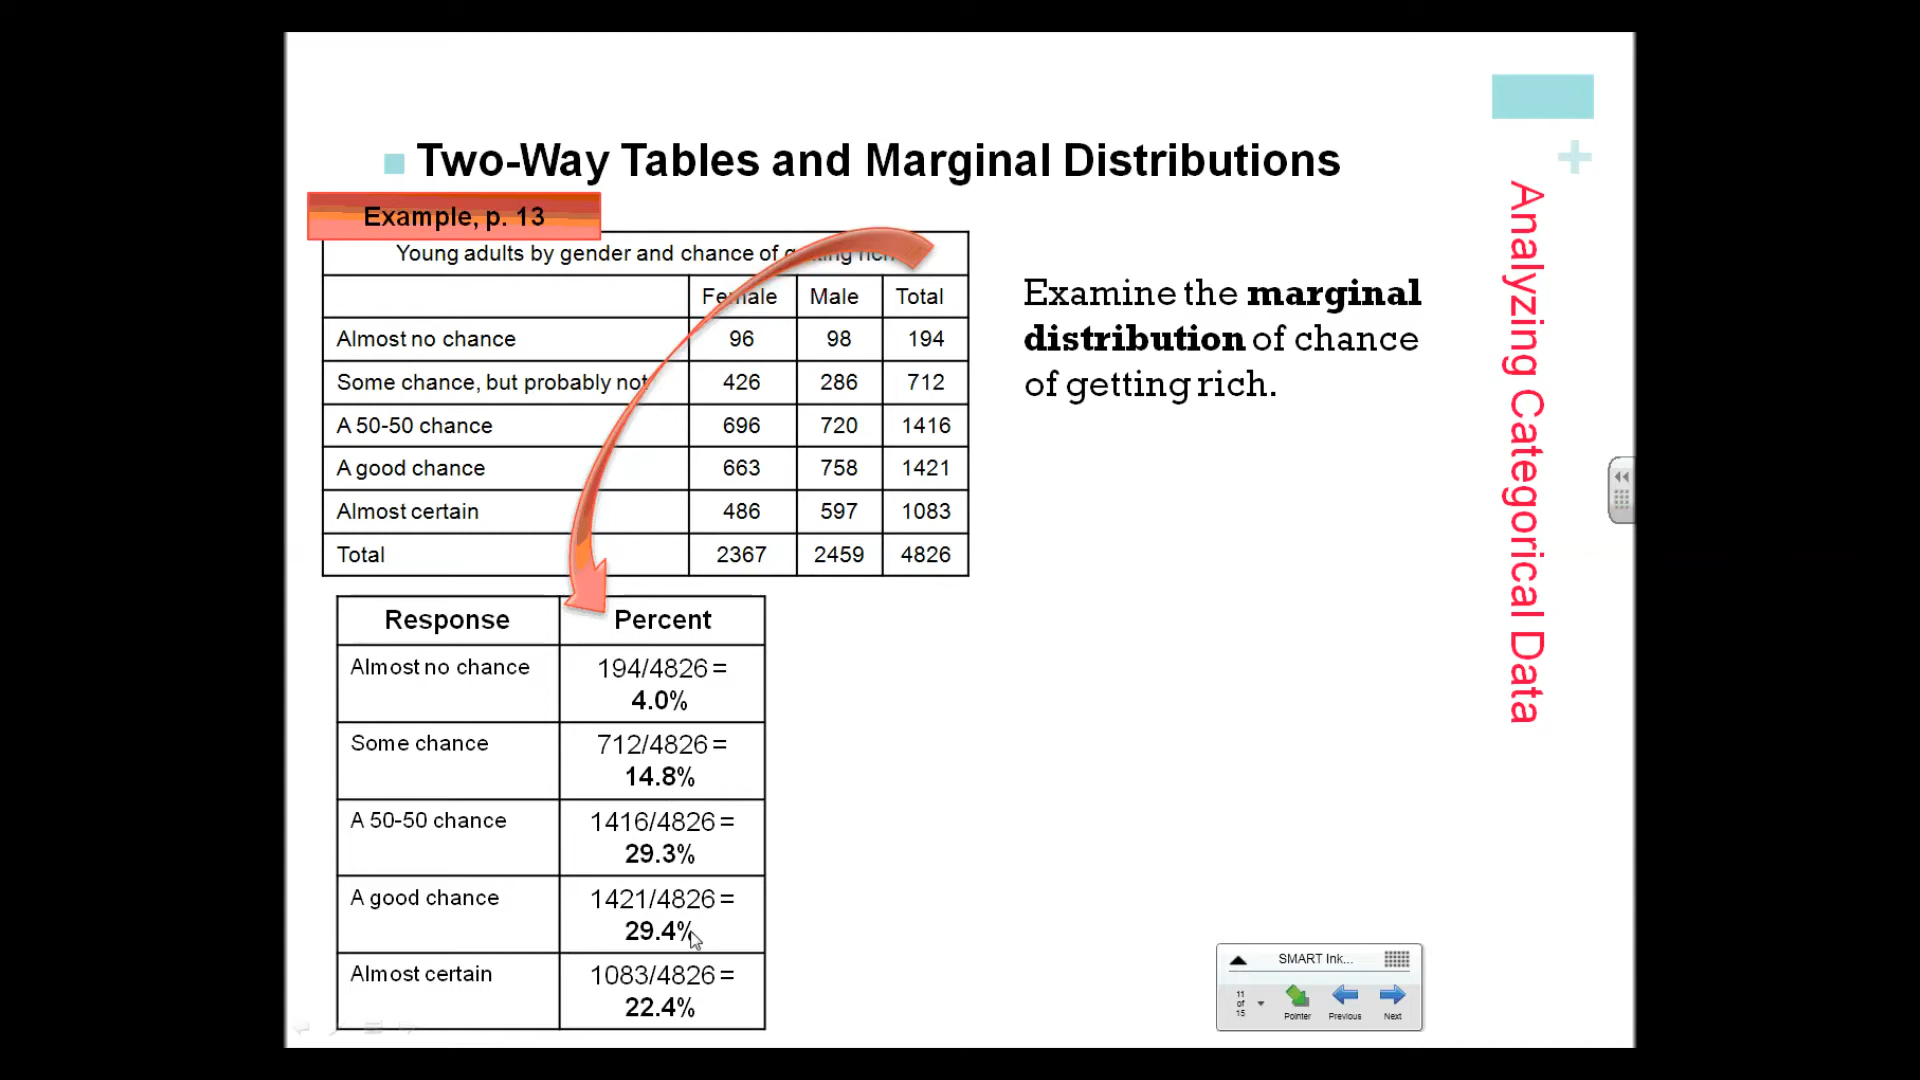 Two-Way Tables and Marginal Distributions
Example, p. 13
Young adults by gender and chance of getting rich
Female Male Total
Almost no chance 96 98 194
Some chance, but probably not 426 286 712
A 50-50 chance 696 720 1416
A good chance 663 758 1421
Almost certain 486 597 1083
Total 2367 2459 4826
Examine the marginal
distribution of chance
of getting rich.
Response Percent
Almost no chance 194/4826 =
4.0%
Some chance 712/4826 =
14.8%
A 50-50 chance 1416/4826 =
29.3%
A good chance 1421/4826 =
29.4%
Almost certain 1083/4826 =
22.4%
Analyzing Categorical Data
SMART Ink...
11
of
15
Pointer Previous Next